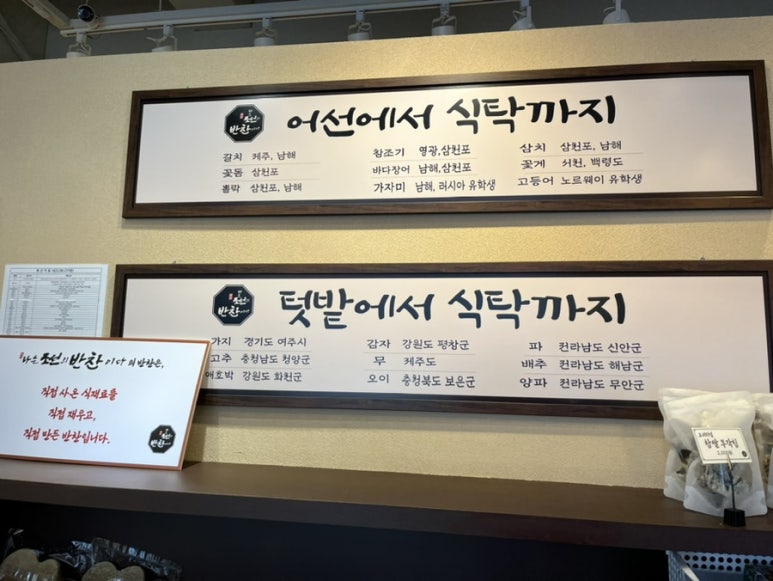 어선에서 식탁까지
조선의
반찬
갈치 제주, 남해
참조기 영광,삼천포
삼치 삼천포, 남해
꽃돔 삼천포
바다장어 남해,삼천포
꽃게 서천, 백령도
뽈락 삼천포, 남해
가자미 남해, 러시아 유학생
고등어 노르웨이 유학생
텃밭에서 식탁까지
조선의
반찬
가지 경기도 여주시
감자 강원도 평창군
파 전라남도 신안군
고추 충청남도 청양군
무 제주도
배추 전라남도 해남군
애호박 강원도 화천군
오이 충청북도 보은군
양파 전라남도 무안군
조선의 반찬
직접 사온 식재료를
직접 재우고,
직접 만든 반찬입니다.
찹쌀 부각칩